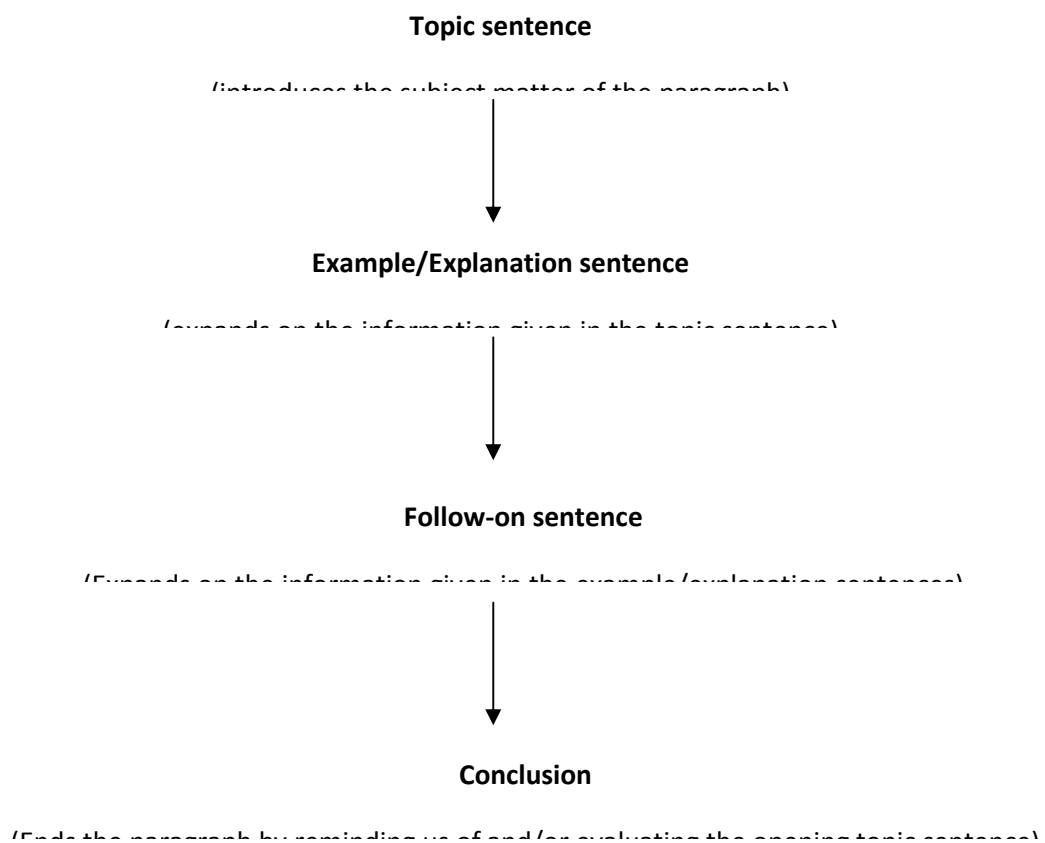 Topic sentence
(introduces the subject matter of the paragraph)
Example/Explanation sentence
(expands on the information given in the topic sentence)
Follow-on sentence
(Expands on the information given in the example/explanation sentences)
Conclusion
(Ends the paragraph by reminding us of and/or evaluating the opening topic sentence)